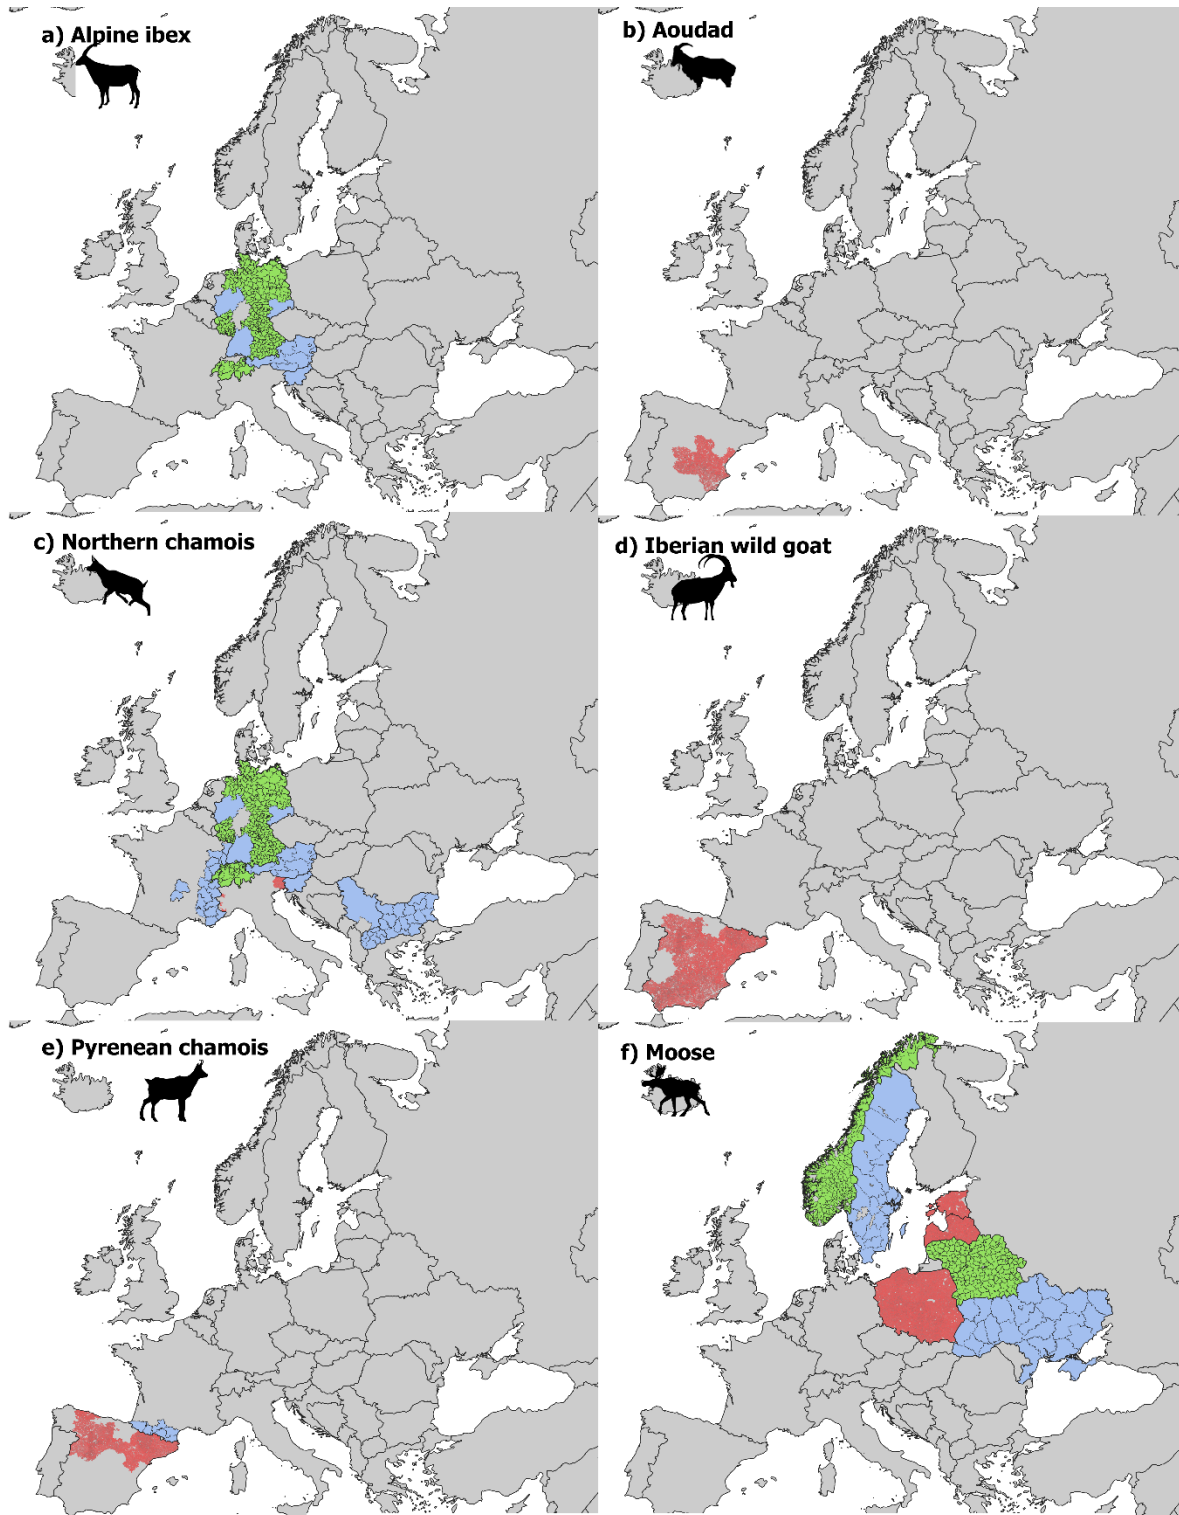 a) Alpine ibex
b) Aoudad
c) Northern chamois
d) Iberian wild goat
e) Pyrenean chamois
f) Moose